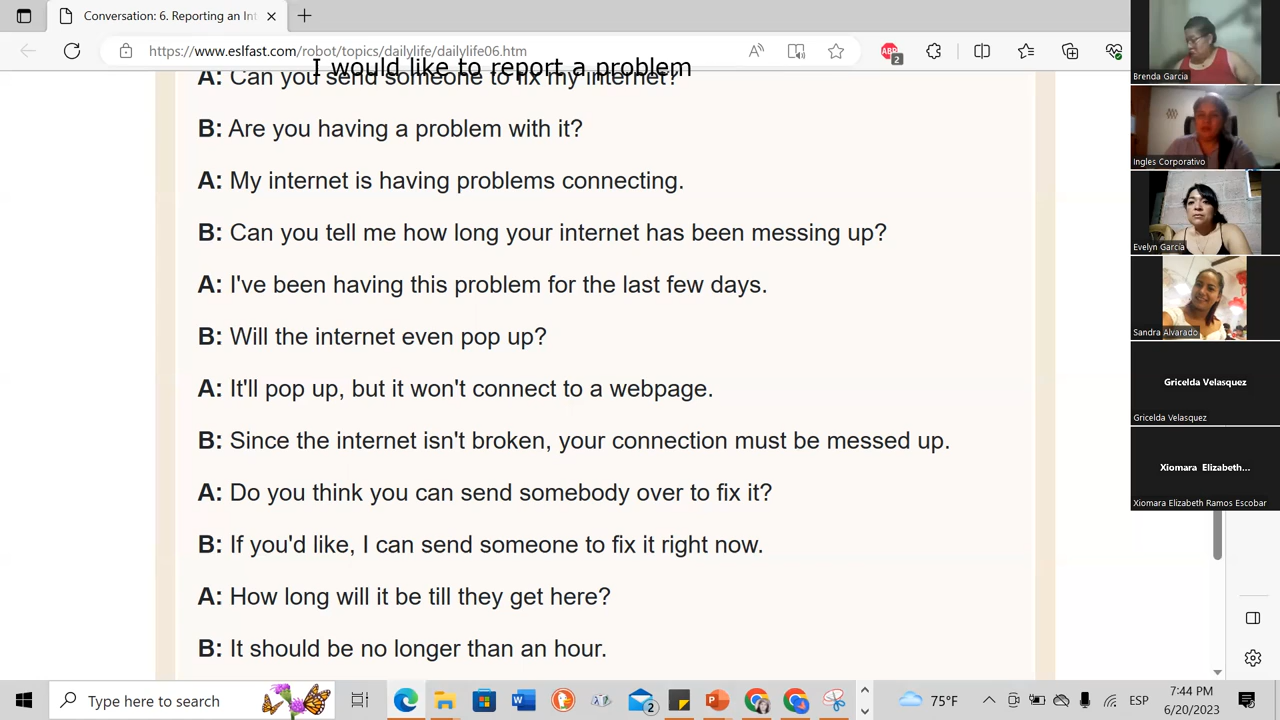 Conversation: 6. Reporting an Int
https://www.eslfast.com/robot/topics/dailylife/dailylife06.htm
2
I would like to report a problem
A: Can you send someone to fix my internet?
B: Are you having a problem with it?
A: My internet is having problems connecting.
B: Can you tell me how long your internet has been messing up?
A: I've been having this problem for the last few days.
B: Will the internet even pop up?
A: It'll pop up, but it won't connect to a webpage.
B: Since the internet isn't broken, your connection must be messed up.
A: Do you think you can send somebody over to fix it?
B: If you'd like, I can send someone to fix it right now.
A: How long will it be till they get here?
B: It should be no longer than an hour.
Brenda Garcia
Ingles Corporativo
Evelyn Garcia
Sandra Alvarado
Gricelda Velasquez
Gricelda Velasquez
Xiomara Elizabeth...
Xiomara Elizabeth Ramos Escobar
Type here to search
2
75°F
ESP
7:44 PM
6/20/2023